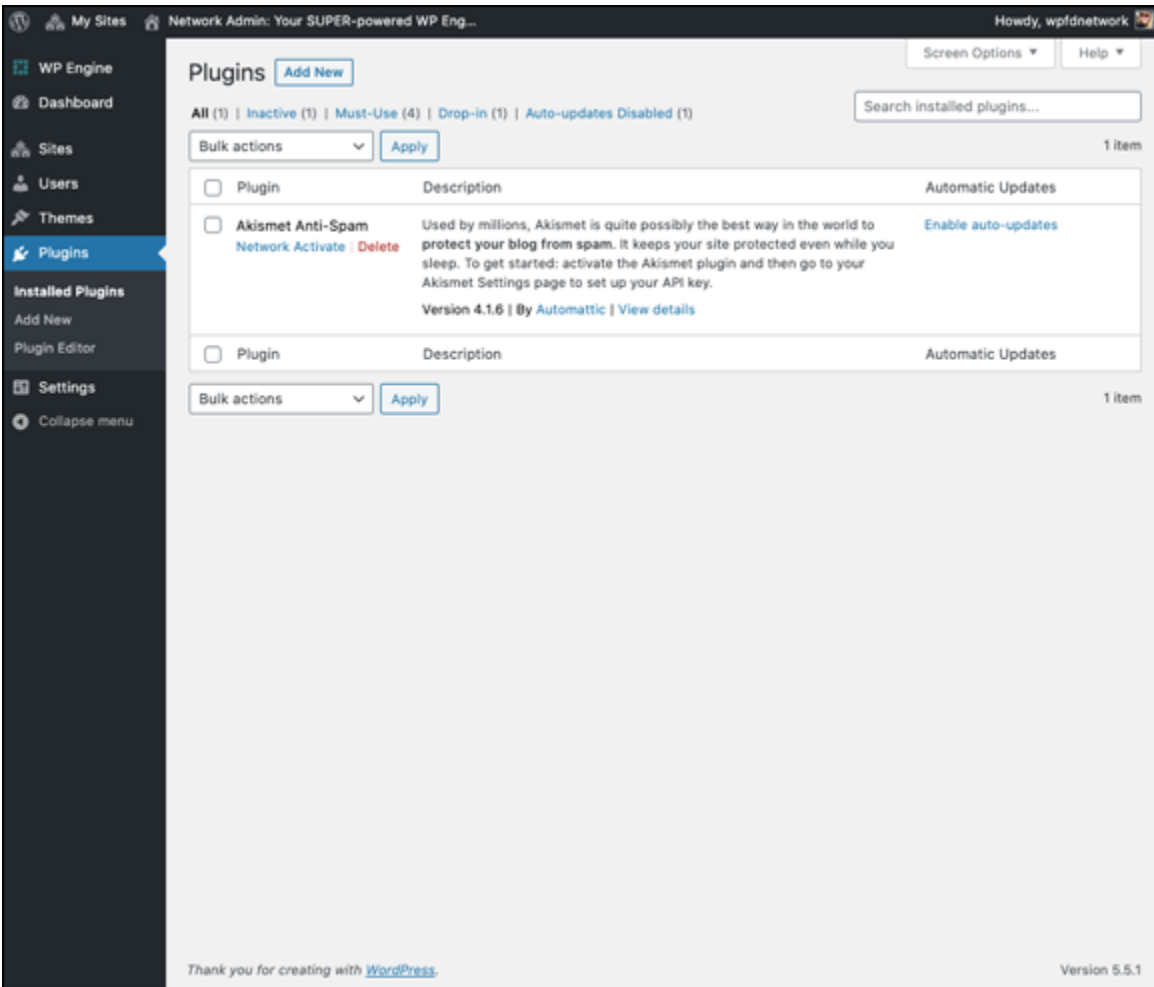 My Sites Network Admin: Your SUPER-powered WP Eng... Howdy, wpfdnetwork
WP Engine
Dashboard
Sites
Users
Themes
Plugins
Installed Plugins
Add New
Plugin Editor
Settings
Collapse menu
Screen Options Help
Plugins Add New
All (1) | Inactive (1) | Must-Use (4) | Drop-in (1) | Auto-updates Disabled (1)
Search installed plugins...
Bulk actions Apply 1 item
Plugin Description Automatic Updates
Akismet Anti-Spam
Network Activate | Delete
Used by millions, Akismet is quite possibly the best way in the world to
protect your blog from spam. It keeps your site protected even while you
sleep. To get started: activate the Akismet plugin and then go to your
Akismet Settings page to set up your API key.
Version 4.1.6 | By Automattic | View details
Enable auto-updates
Plugin Description Automatic Updates
Bulk actions Apply 1 item
Thank you for creating with WordPress. Version 5.5.1